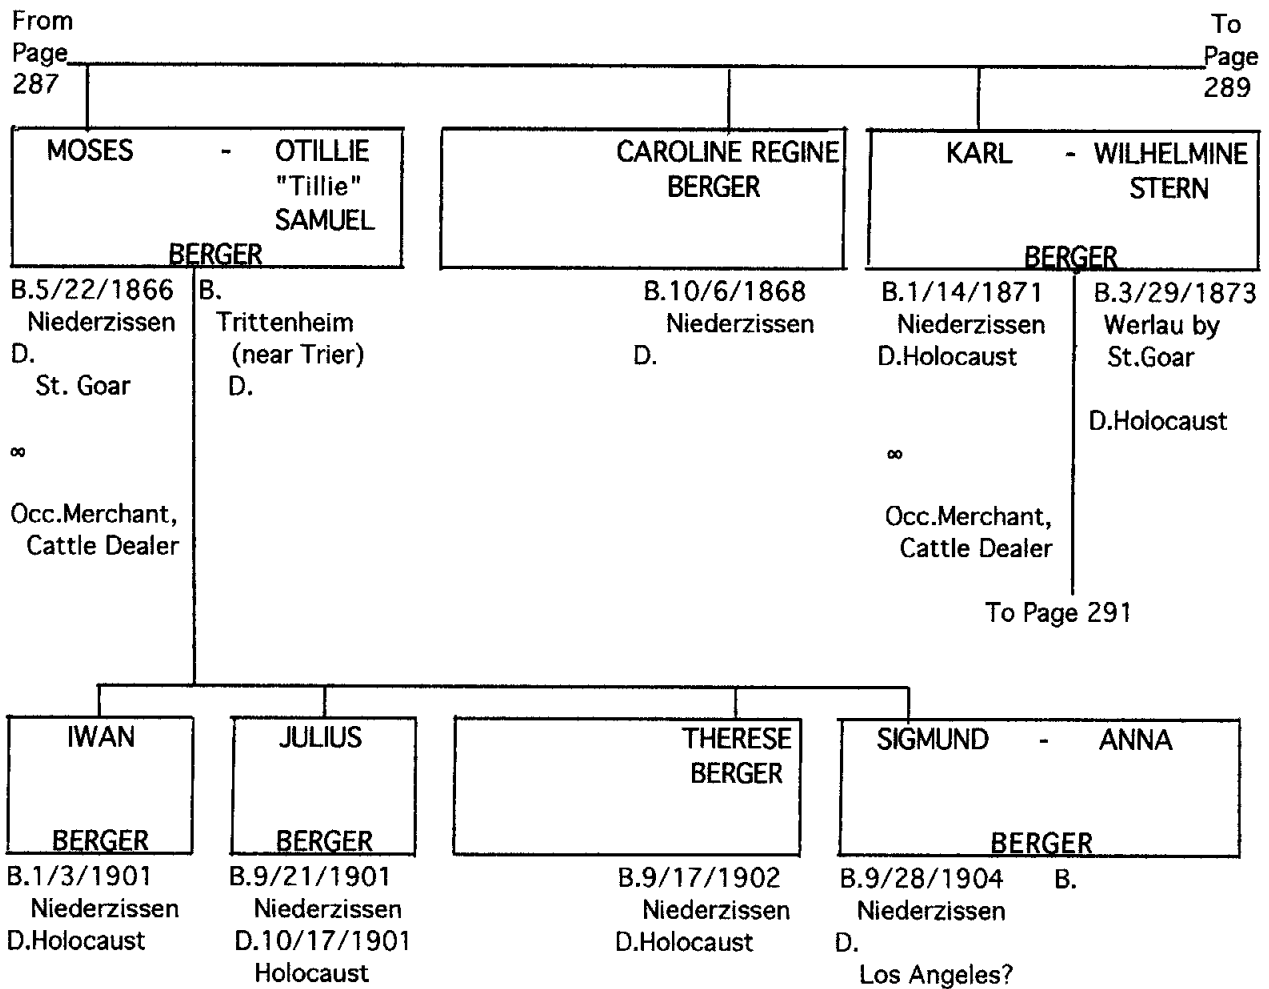 From
Page
287
To
Page
289
MOSES - OTILLIE
"Tillie"
SAMUEL
BERGER
B.5/22/1866
Niederzissen
D.
St. Goar
∞
Occ.Merchant,
Cattle Dealer
B.
Trittenheim
(near Trier)
D.
CAROLINE REGINE
BERGER
B.10/6/1868
Niederzissen
D.
KARL - WILHELMINE
STERN
BERGER
B.1/14/1871
Niederzissen
D.Holocaust
∞
Occ.Merchant,
Cattle Dealer
B.3/29/1873
Werlau by
St.Goar
D.Holocaust
To Page 291
IWAN
BERGER
B.1/3/1901
Niederzissen
D.Holocaust
JULIUS
BERGER
B.9/21/1901
Niederzissen
D.10/17/1901
Holocaust
THERESE
BERGER
B.9/17/1902
Niederzissen
D.Holocaust
SIGMUND - ANNA
BERGER
B.9/28/1904
Niederzissen
D.
Los Angeles?
B.